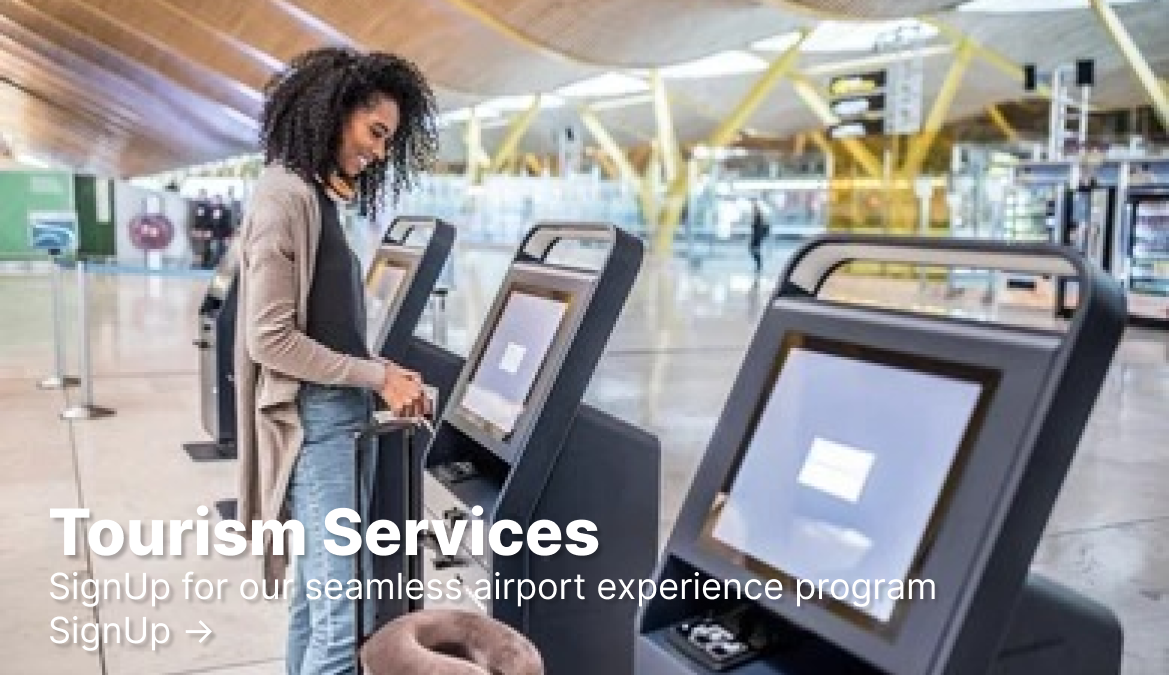 Tourism Services
SignUp for our seamless airport experience program
SignUp →